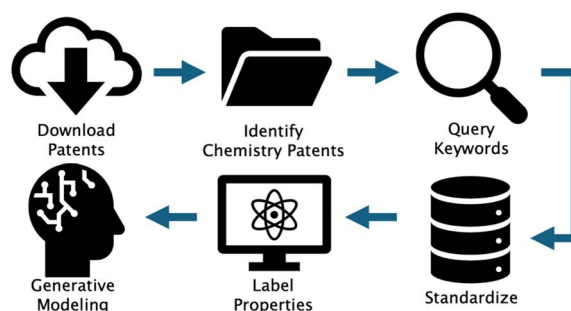 Download
Patents
Identify
Chemistry Patents
Query
Keywords
Standardize
Label
Properties
Generative
Modeling